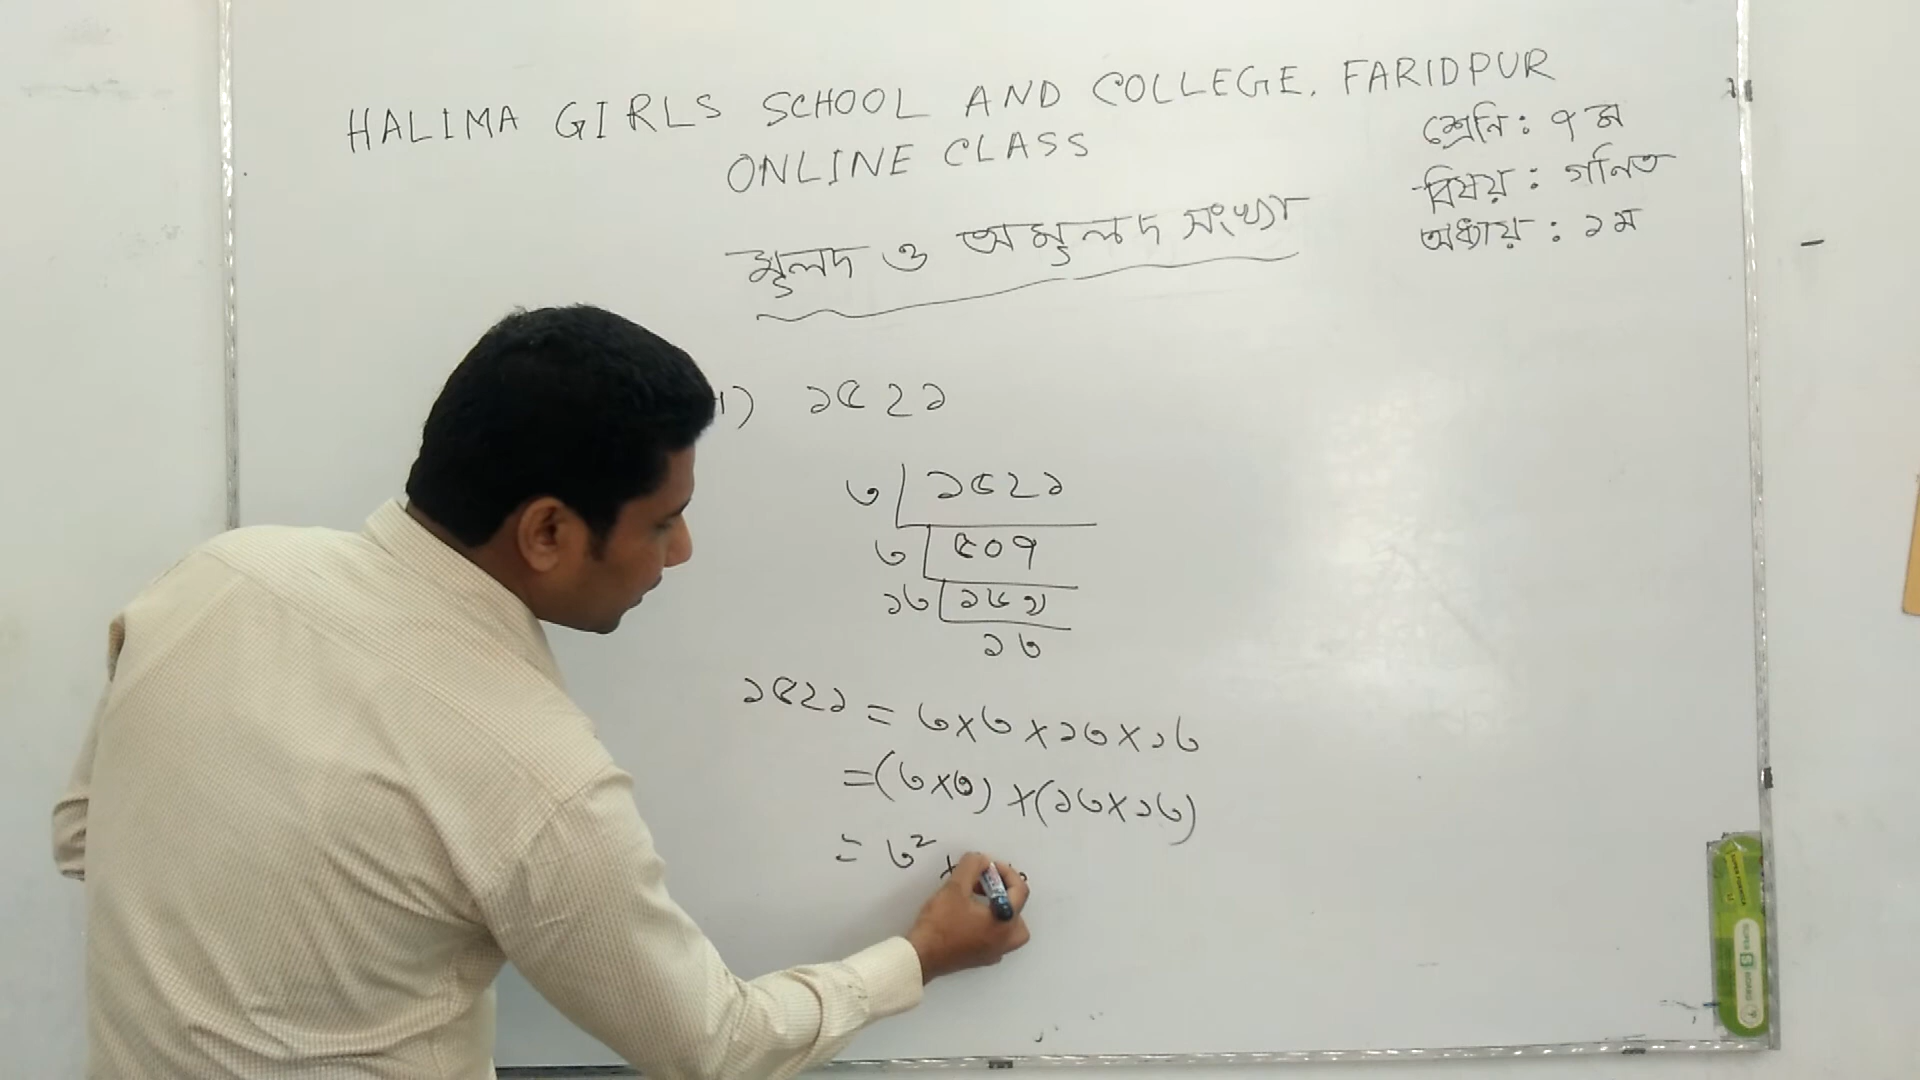 HALIMA GIRLS SCHOOL AND COLLEGE, FARIDPUR
ONLINE CLASS
শ্রেনি : ৭ম
বিষয় : গনিত
অধ্যায় : ১ম
মূলদ ও অমূলদ সংখ্যা
১৫২১
৩ ১৫২১
৩ ৫০৭
১৩ ১৬৯
১৩
১৫২১ = ৩×৩×১৩×১৩
=(৩×৩)×(১৩×১৩)
= ৩² ×